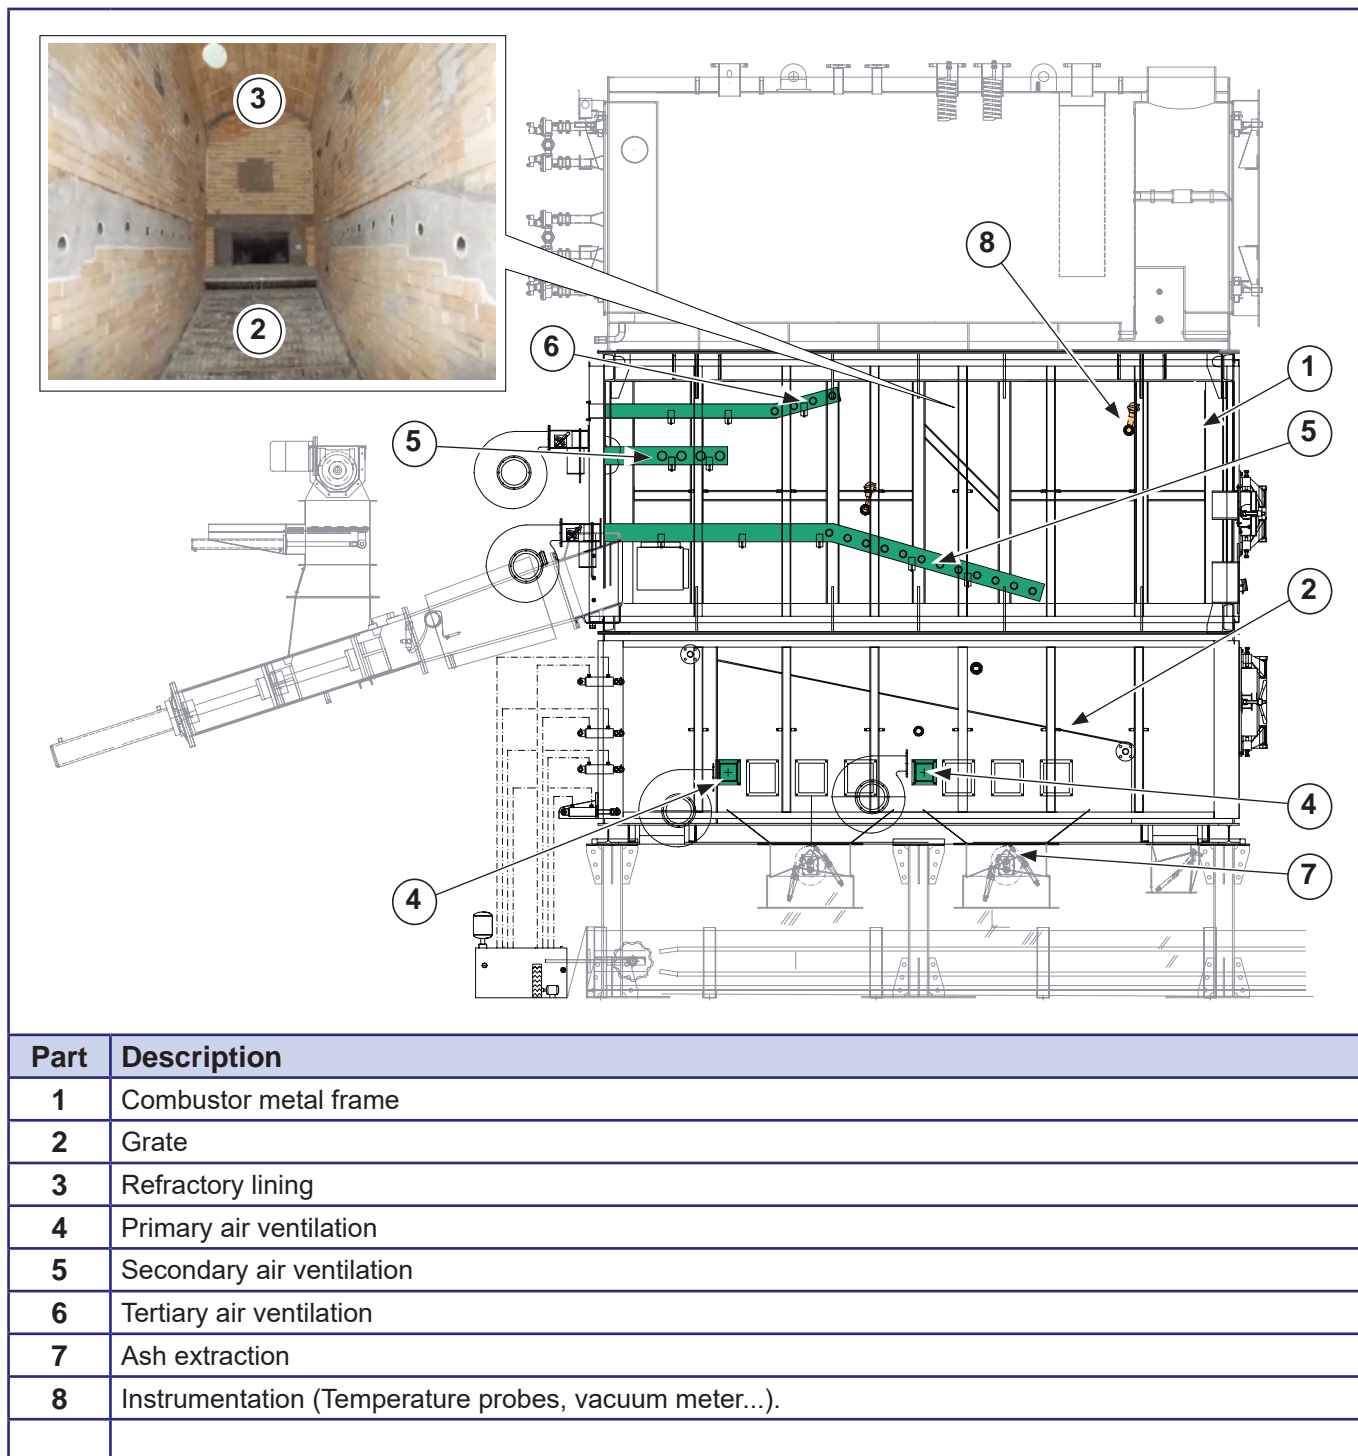 3
2
8
6
1
5
5
2
4
7
4
Part Description
1 Combustor metal frame
2 Grate
3 Refractory lining
4 Primary air ventilation
5 Secondary air ventilation
6 Tertiary air ventilation
7 Ash extraction
8 Instrumentation (Temperature probes, vacuum meter...).